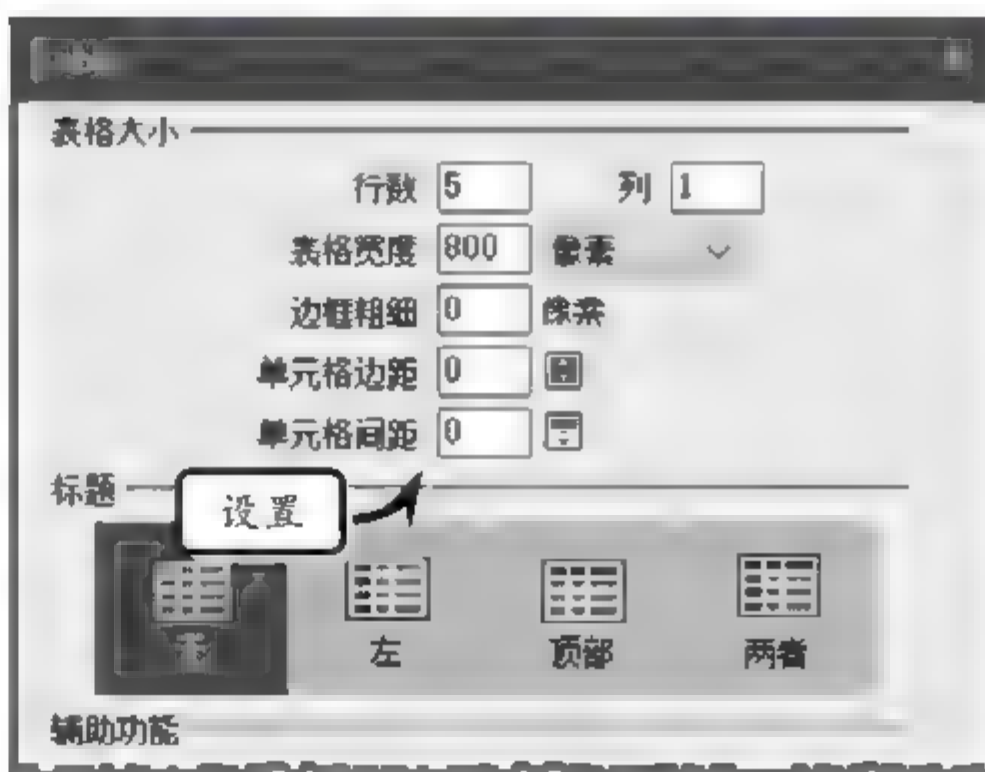 表格大小
行数 5 列 1
表格宽度 800 像素
边框粗细 0 像素
单元格边距 0
单元格间距 0
标题
设置
左 顶部 两者
辅助功能